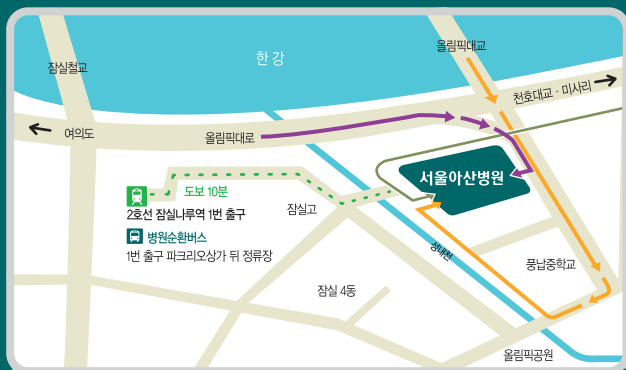 한 강
올림픽대교
잠실철교
천호대교 · 미사리
여의도
올림픽대로
서울아산병원
도보 10분
2호선 잠실나루역 1번 출구
잠실고
병원순환버스
1번 출구 파크리오상가 뒤 정류장
성내천
풍납중학교
잠실 4동
올림픽공원